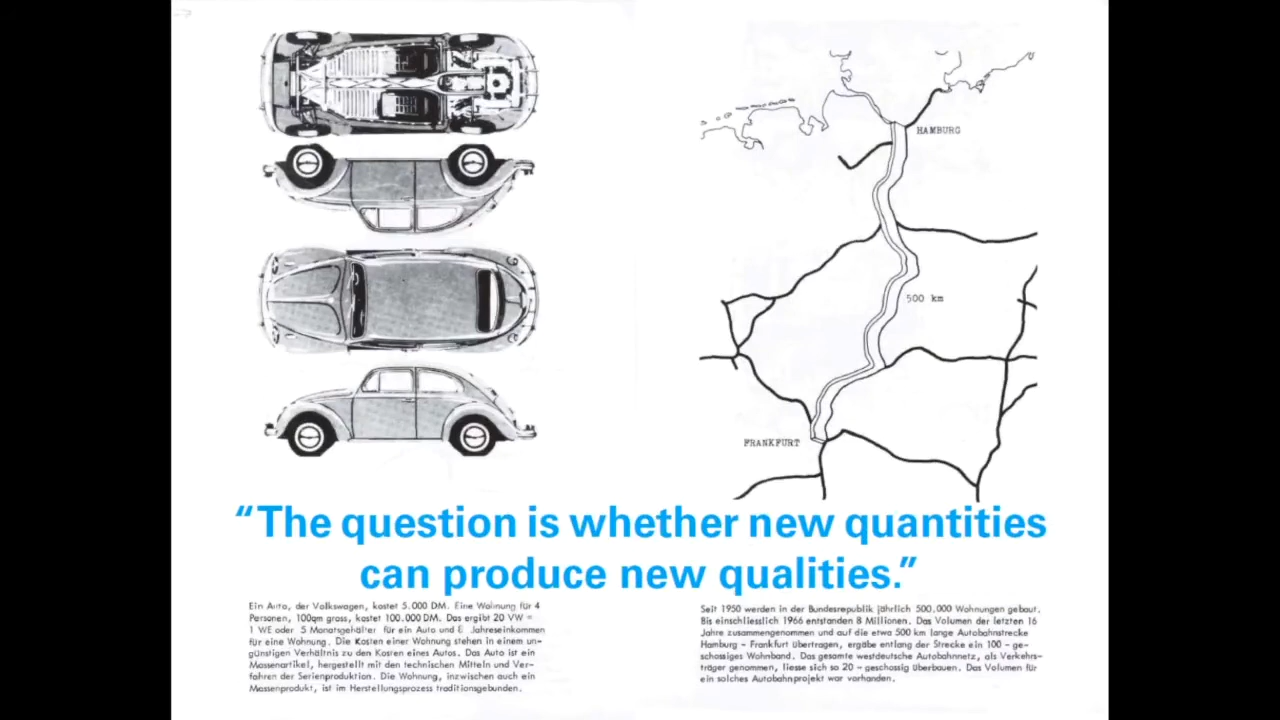 HAMBURG
500 km
FRANKFURT
“The question is whether new quantities
can produce new qualities.”
Ein Auto, der Volkswagen, kostet 5.000 DM. Eine Wohnung für 4
Personen, 100qm gross, kostet 100.000 DM. Das ergibt 20 VW =
1 WE oder 5 Monatsgehälter für ein Auto und 8 Jahreseinkommen
für eine Wohnung. Die Kosten einer Wohnung stehen in einem un-
günstigen Verhältnis zu den Kosten eines Autos. Das Auto ist ein
Massenartikel, hergestellt mit den technischen Mitteln und Ver-
fahren der Serienproduktion. Die Wohnung, inzwischen auch ein
Massenprodukt, ist im Herstellungsprozess traditionsgebunden.
Seit 1950 werden in der Bundesrepublik jährlich 500.000 Wohnungen gebaut.
Bis einschliesslich 1966 entstanden 8 Millionen. Das Volumen der letzten 16
Jahre zusammengenommen und auf die etwa 500 km lange Autobahnstrecke
Hamburg - Frankfurt übertragen, ergäbe entlang der Strecke ein 100 - ge-
schossiges Wohnband. Das gesamte westdeutsche Autobahnnetz, als Verkehrs-
träger genommen, liesse sich so 20 - geschossig überbauen. Das Volumen für
ein solches Autobahnprojekt war vorhanden.